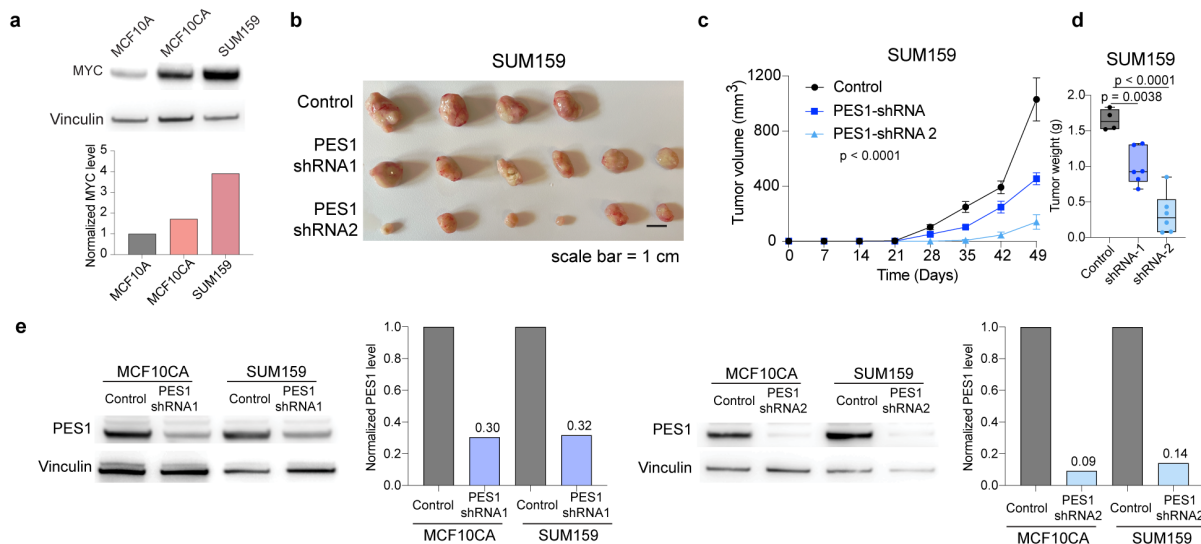 a
MCF10A
MCF10CA
SUM159
MYC
Vinculin
Normalized MYC level
5
4
3
2
1
0
MCF10A
MCF10CA
SUM159
b
SUM159
Control
PES1
shRNA1
PES1
shRNA2
scale bar = 1 cm
c
SUM159
Tumor volume (mm3)
1200
800
400
0
Control
PES1-shRNA
PES1-shRNA 2
p < 0.0001
0 7 14 21 28 35 42 49
Time (Days)
d
SUM159
p < 0.0001
p = 0.0038
Tumor weight (g)
2.0
1.5
1.0
0.5
0.0
Control
shRNA-1
shRNA-2
e
MCF10CA SUM159
Control PES1 shRNA1 Control PES1 shRNA1
PES1
Vinculin
Normalized PES1 level
1.0
0.8
0.6
0.4
0.2
0.0
0.30
0.32
Control PES1 shRNA1 Control PES1 shRNA1
MCF10CA SUM159
MCF10CA SUM159
Control PES1 shRNA2 Control PES1 shRNA2
PES1
Vinculin
Normalized PES1 level
1.0
0.8
0.6
0.4
0.2
0.0
0.09
0.14
Control PES1 shRNA2 Control PES1 shRNA2
MCF10CA SUM159